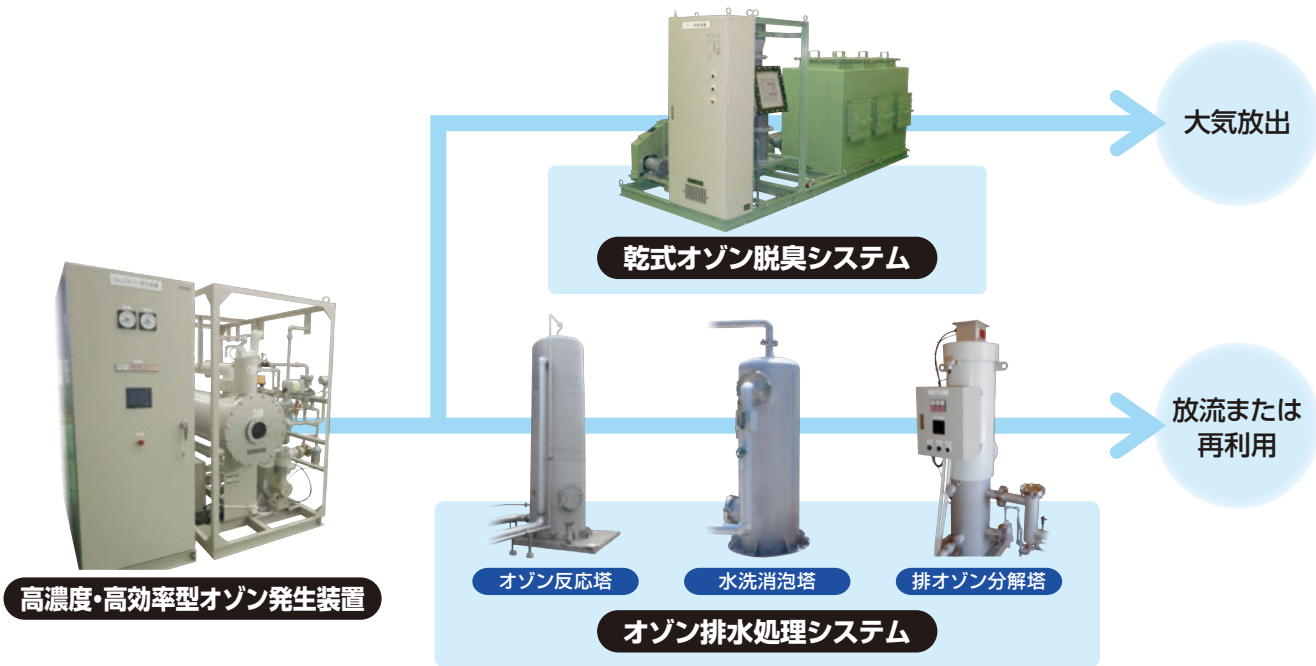 大気放出
乾式オゾン脱臭システム
放流または
再利用
オゾン反応塔
水洗消泡塔
排オゾン分解塔
高濃度・高効率型オゾン発生装置
オゾン排水処理システム